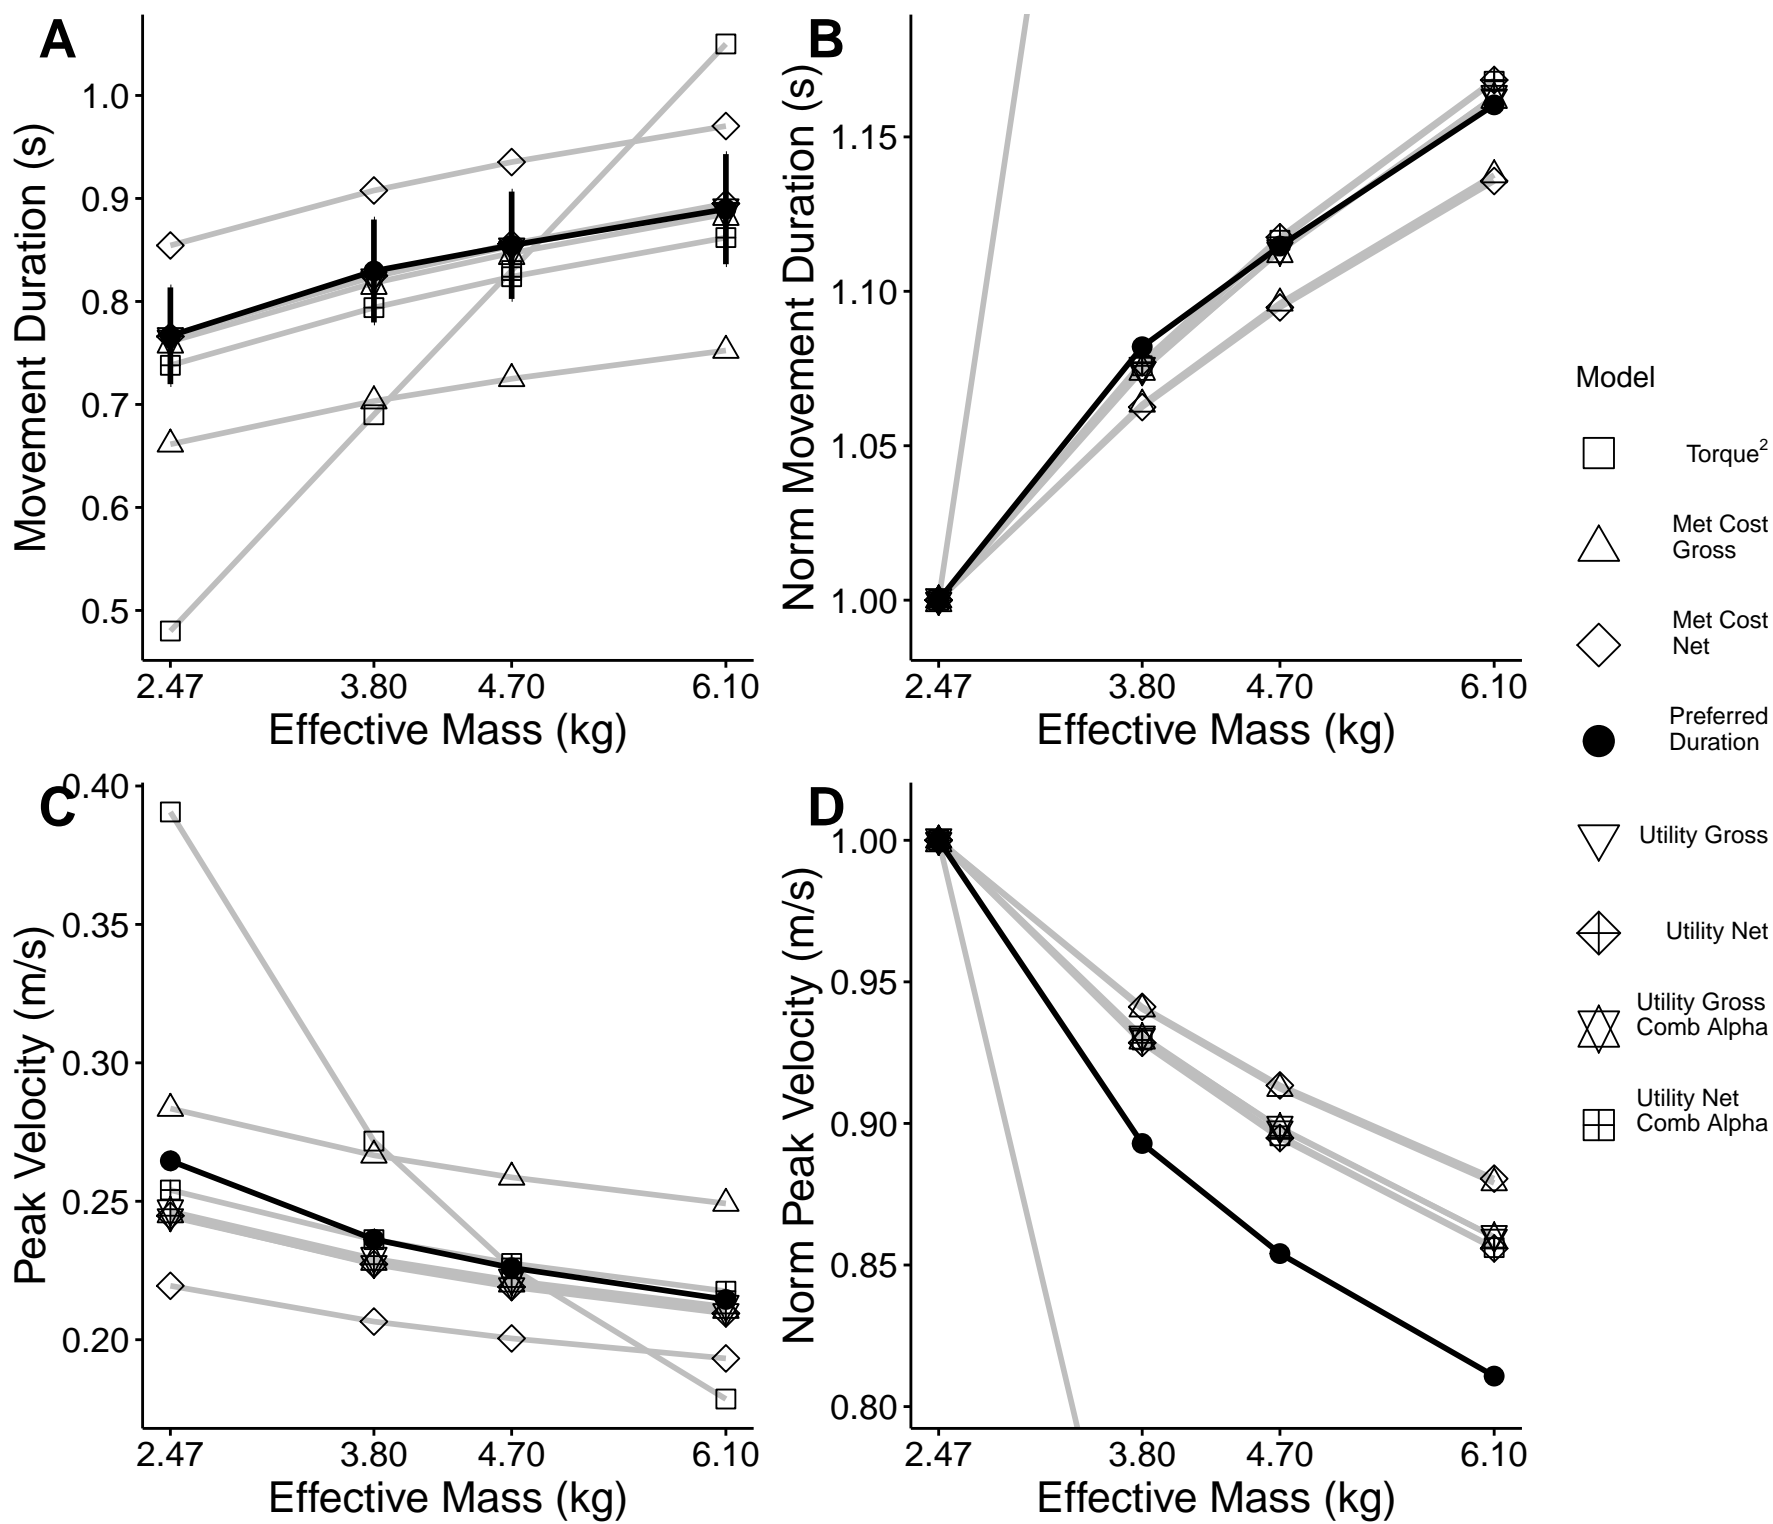 A
Movement Duration (s)
1.0
0.9
0.8
0.7
0.6
0.5
2.47 3.80 4.70 6.10
Effective Mass (kg)
B
Norm Movement Duration (s)
1.15
1.10
1.05
1.00
2.47 3.80 4.70 6.10
Effective Mass (kg)
C
Peak Velocity (m/s)
0.40
0.35
0.30
0.25
0.20
2.47 3.80 4.70 6.10
Effective Mass (kg)
D
Norm Peak Velocity (m/s)
1.00
0.95
0.90
0.85
0.80
2.47 3.80 4.70 6.10
Effective Mass (kg)
Model
Torque²
Met Cost
Gross
Met Cost
Net
Preferred
Duration
Utility Gross
Utility Net
Utility Gross
Comb Alpha
Utility Net
Comb Alpha